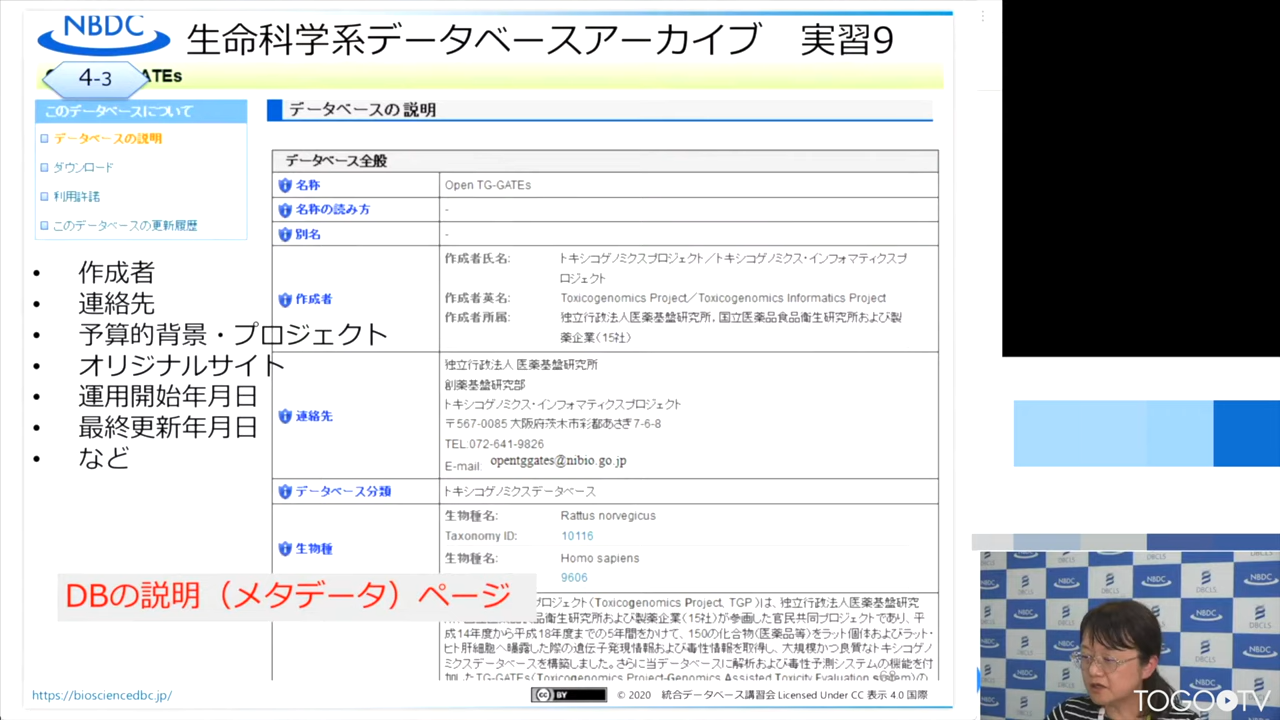 NBDC
生命科学系データベースアーカイブ 実習9
4-3
ATEs
このデータベースについて
データベースの説明
ダウンロード
利用許諾
このデータベースの更新履歴
• 作成者
• 連絡先
• 予算的背景・プロジェクト
• オリジナルサイト
• 運用開始年月日
• 最終更新年月日
• など
データベースの説明
データベース全般
名称 Open TG-GATEs
名称の読み方 -
別名 -
作成者
作成者氏名: トキシコゲノミクスプロジェクト／トキシコゲノミクス・インフォマティクスプ
ロジェクト
作成者英名: Toxicogenomics Project／Toxicogenomics Informatics Project
作成者所属: 独立行政法人医薬基盤研究所, 国立医薬品食品衛生研究所および製
薬企業（15社）
連絡先
独立行政法人 医薬基盤研究所
創薬基盤研究部
トキシコゲノミクス・インフォマティクスプロジェクト
〒567-0085 大阪府茨木市彩都あさぎ7-6-8
TEL.072-641-9826
E-mail: opentggates@nibio.go.jp
データベース分類 トキシコゲノミクスデータベース
生物種
生物種名: Rattus norvegicus
Taxonomy ID: 10116
生物種名: Homo sapiens
9606
DBの説明（メタデータ）ページ
プロジェクト（Toxicogenomics Project, TGP）は、独立行政法人医薬基盤研究
所および製薬企業（15社）が参画した官民共同プロジェクトであり、平
成14年度から平成18年度までの5年間をかけて、150の化合物（医薬品等）をラット個体およびラット・
ヒト肝細胞へ曝露した際の遺伝子発現情報および毒性情報を取得し、大規模かつ良質なトキシコゲノ
ミクスデータベースを構築しました。さらに当データベースに解析および毒性予測システムの機能を付
加したTG-GATEs（Toxicogenomics Project-Genomics Assisted Toxicity Evaluation system）の
68
https://biosciencedbc.jp/
CC BY
© 2020 統合データベース講習会 Licensed Under CC 表示 4.0 国際
NBDC
DBCLS
TOGO TV